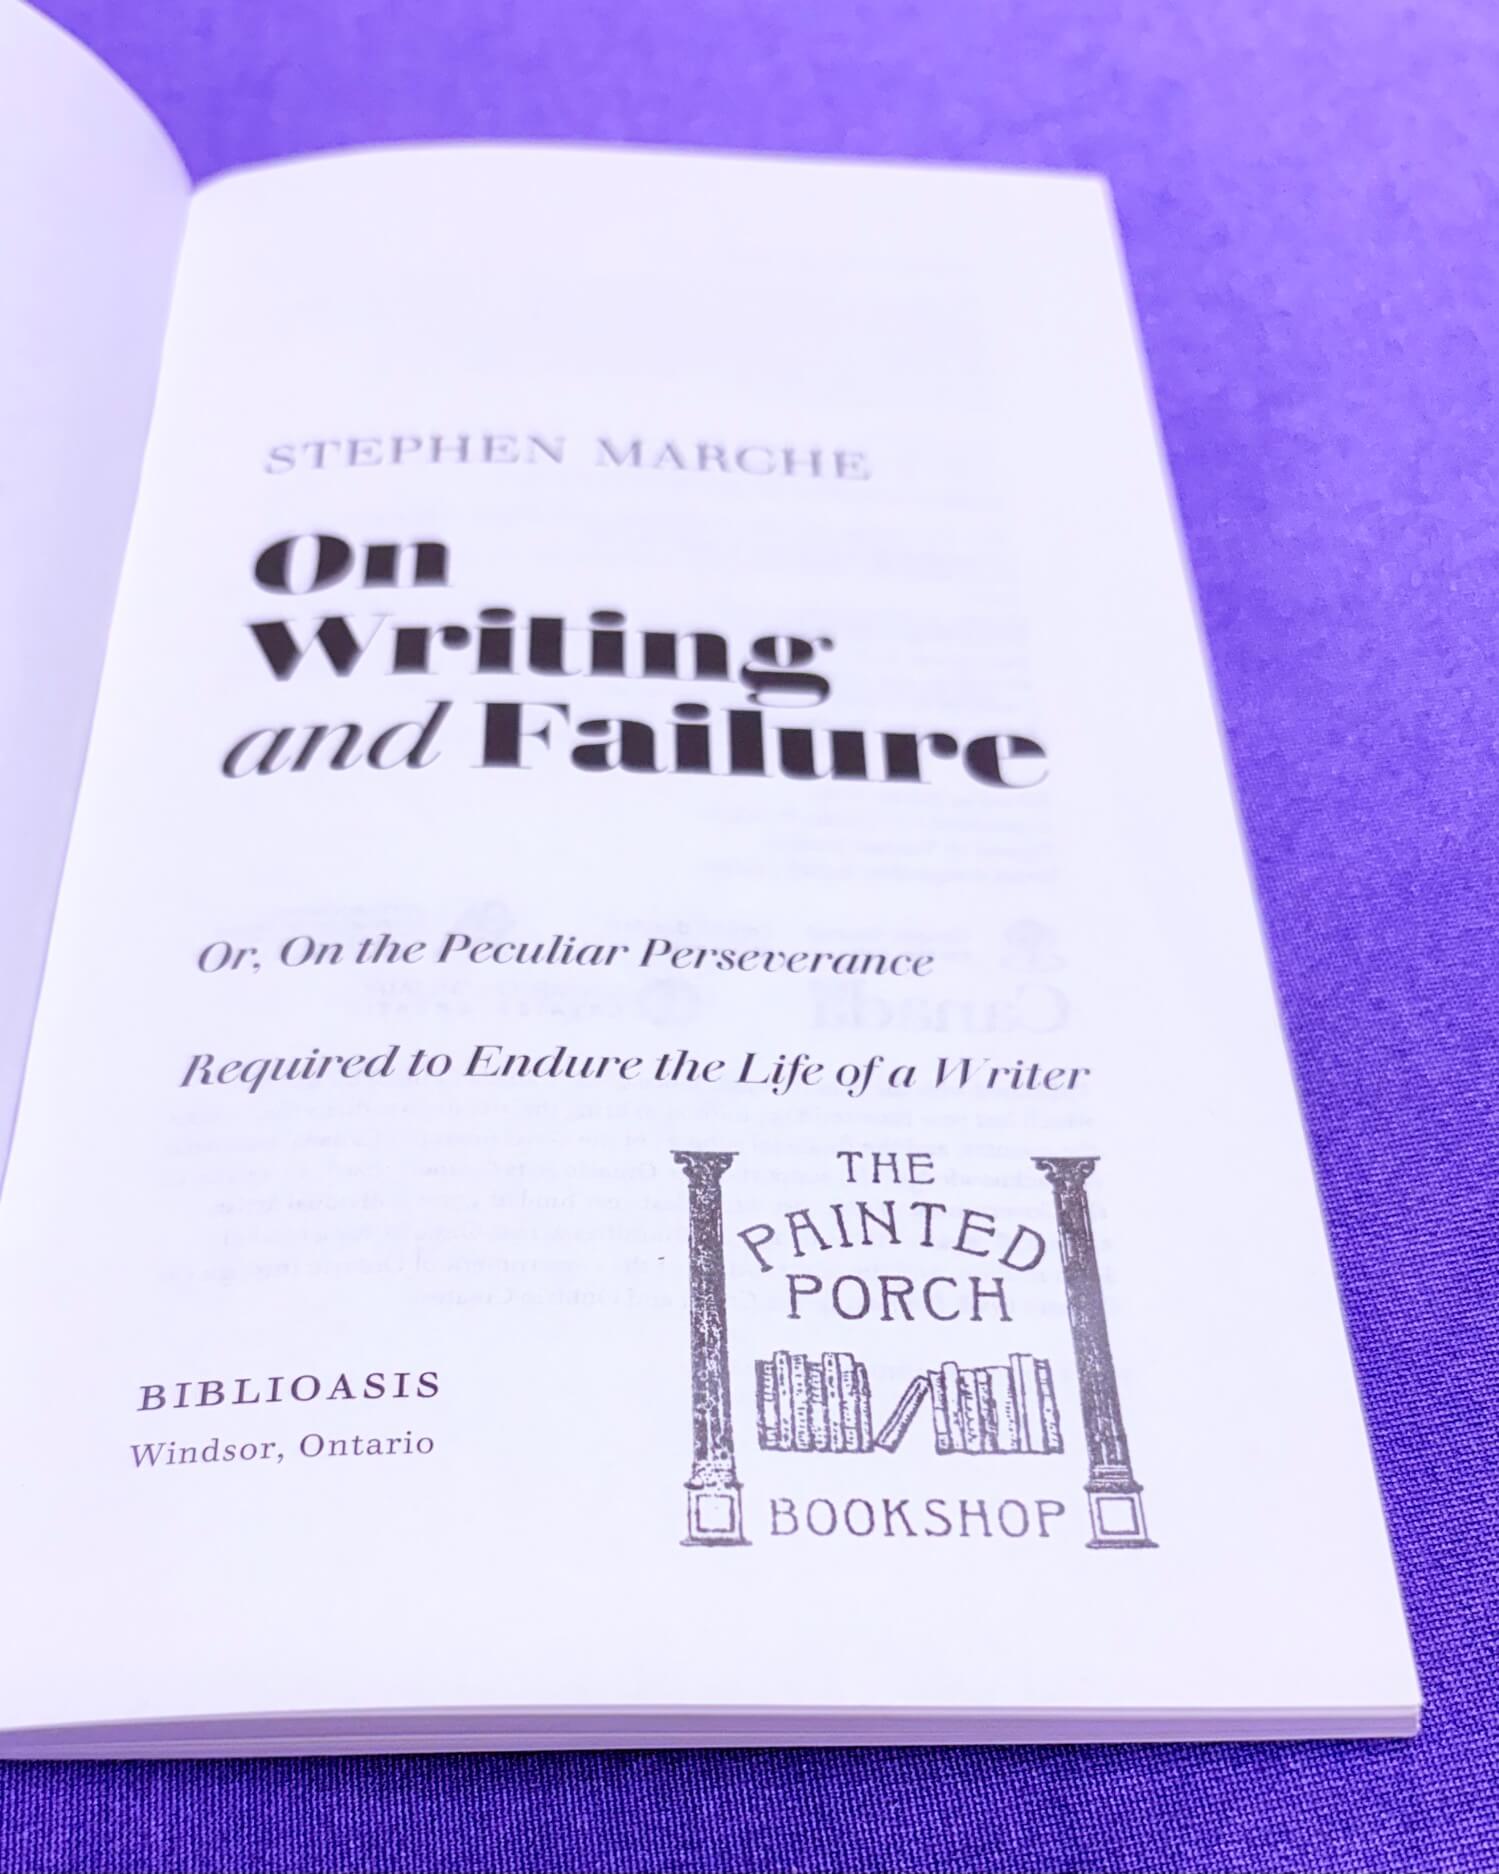 STEPHEN MARCHE
On
Writing
and Failure
Or, On the Peculiar Perseverance
Required to Endure the Life of a Writer
THE
PAINTED
PORCH
BOOKSHOP
BIBLIOASIS
Windsor, Ontario